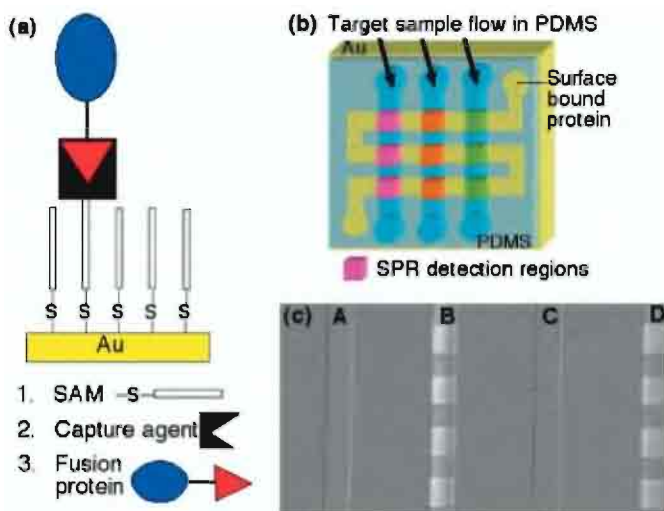 (a)
S S S S S
Au
1. SAM -S-
2. Capture agent
3. Fusion
protein
(b) Target sample flow in PDMS
Au
Surface
bound
protein
PDMS
SPR detection regions
(c) A B C D